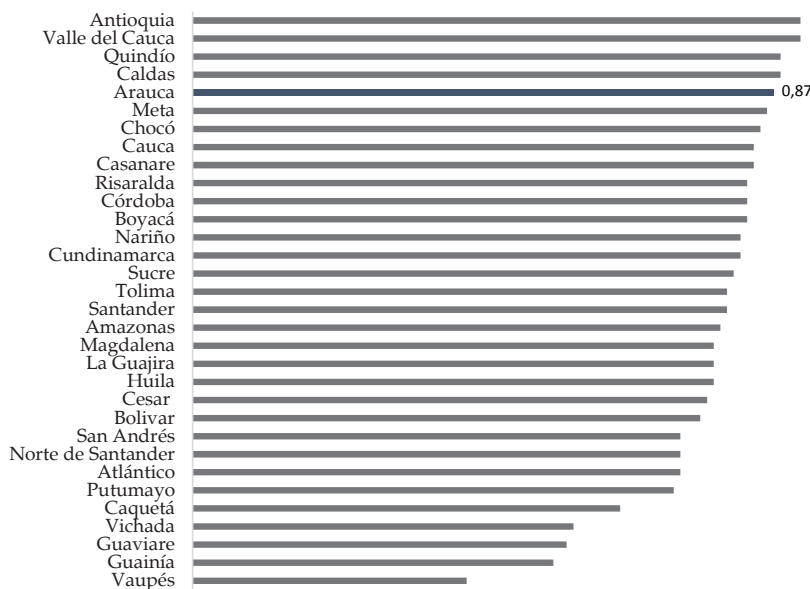 Antioquia
Valle del Cauca
Quindío
Caldas
Arauca 0,87
Meta
Chocó
Cauca
Casanare
Risaralda
Córdoba
Boyacá
Nariño
Cundinamarca
Sucre
Tolima
Santander
Amazonas
Magdalena
La Guajira
Huila
Cesar
Bolivar
San Andrés
Norte de Santander
Atlántico
Putumayo
Caquetá
Vichada
Guaviare
Guainía
Vaupés